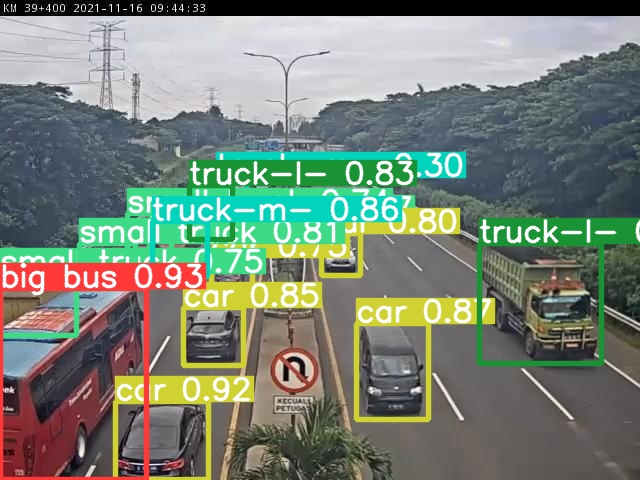 KM 39+400 2021-11-16 09:44:33
0.30
truck-l- 0.83
truck-m- 0.86
0.80
small truck 0.81
truck-l-
small truck 0.75
big bus 0.93
car 0.85
car 0.87
car 0.92
KECUALI
PETUGAS